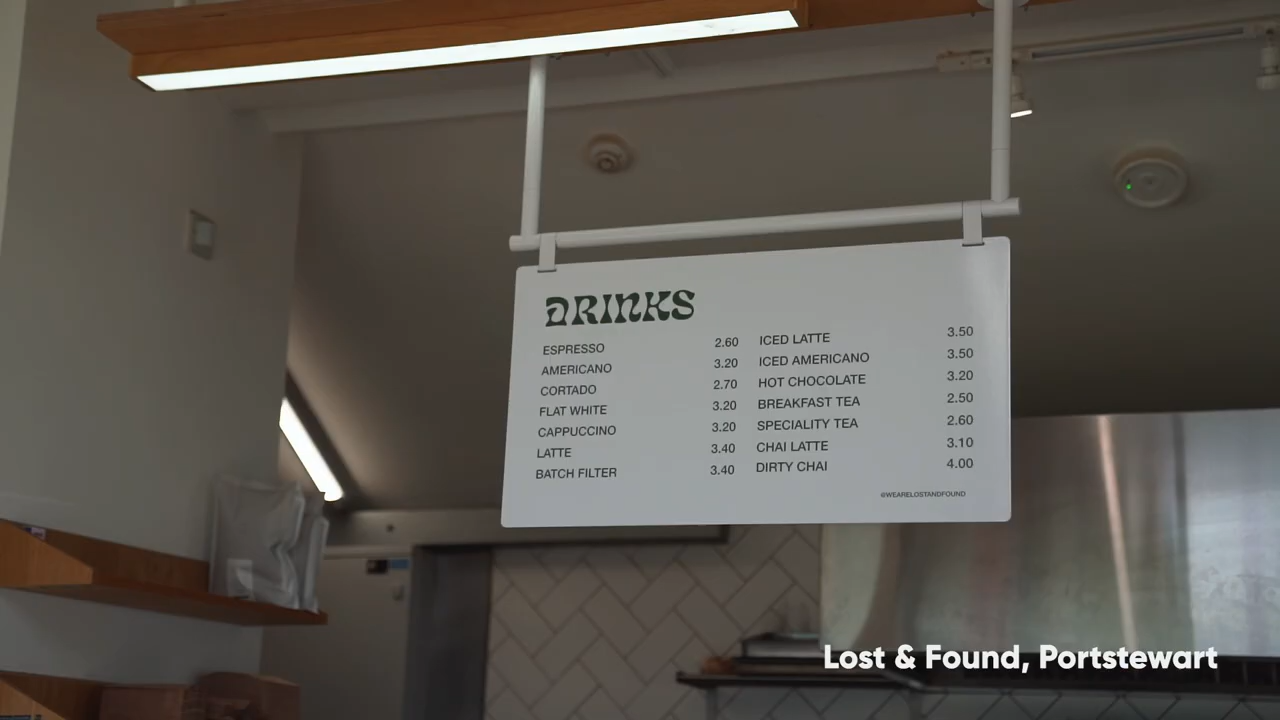 DRINKS
ESPRESSO 2.60
AMERICANO 3.20
CORTADO 2.70
FLAT WHITE 3.20
CAPPUCCINO 3.20
LATTE 3.40
BATCH FILTER 3.40
ICED LATTE 3.50
ICED AMERICANO 3.50
HOT CHOCOLATE 3.20
BREAKFAST TEA 2.50
SPECIALITY TEA 2.60
CHAI LATTE 3.10
DIRTY CHAI 4.00
@WEARELOSTANDFOUND
Lost & Found, Portstewart